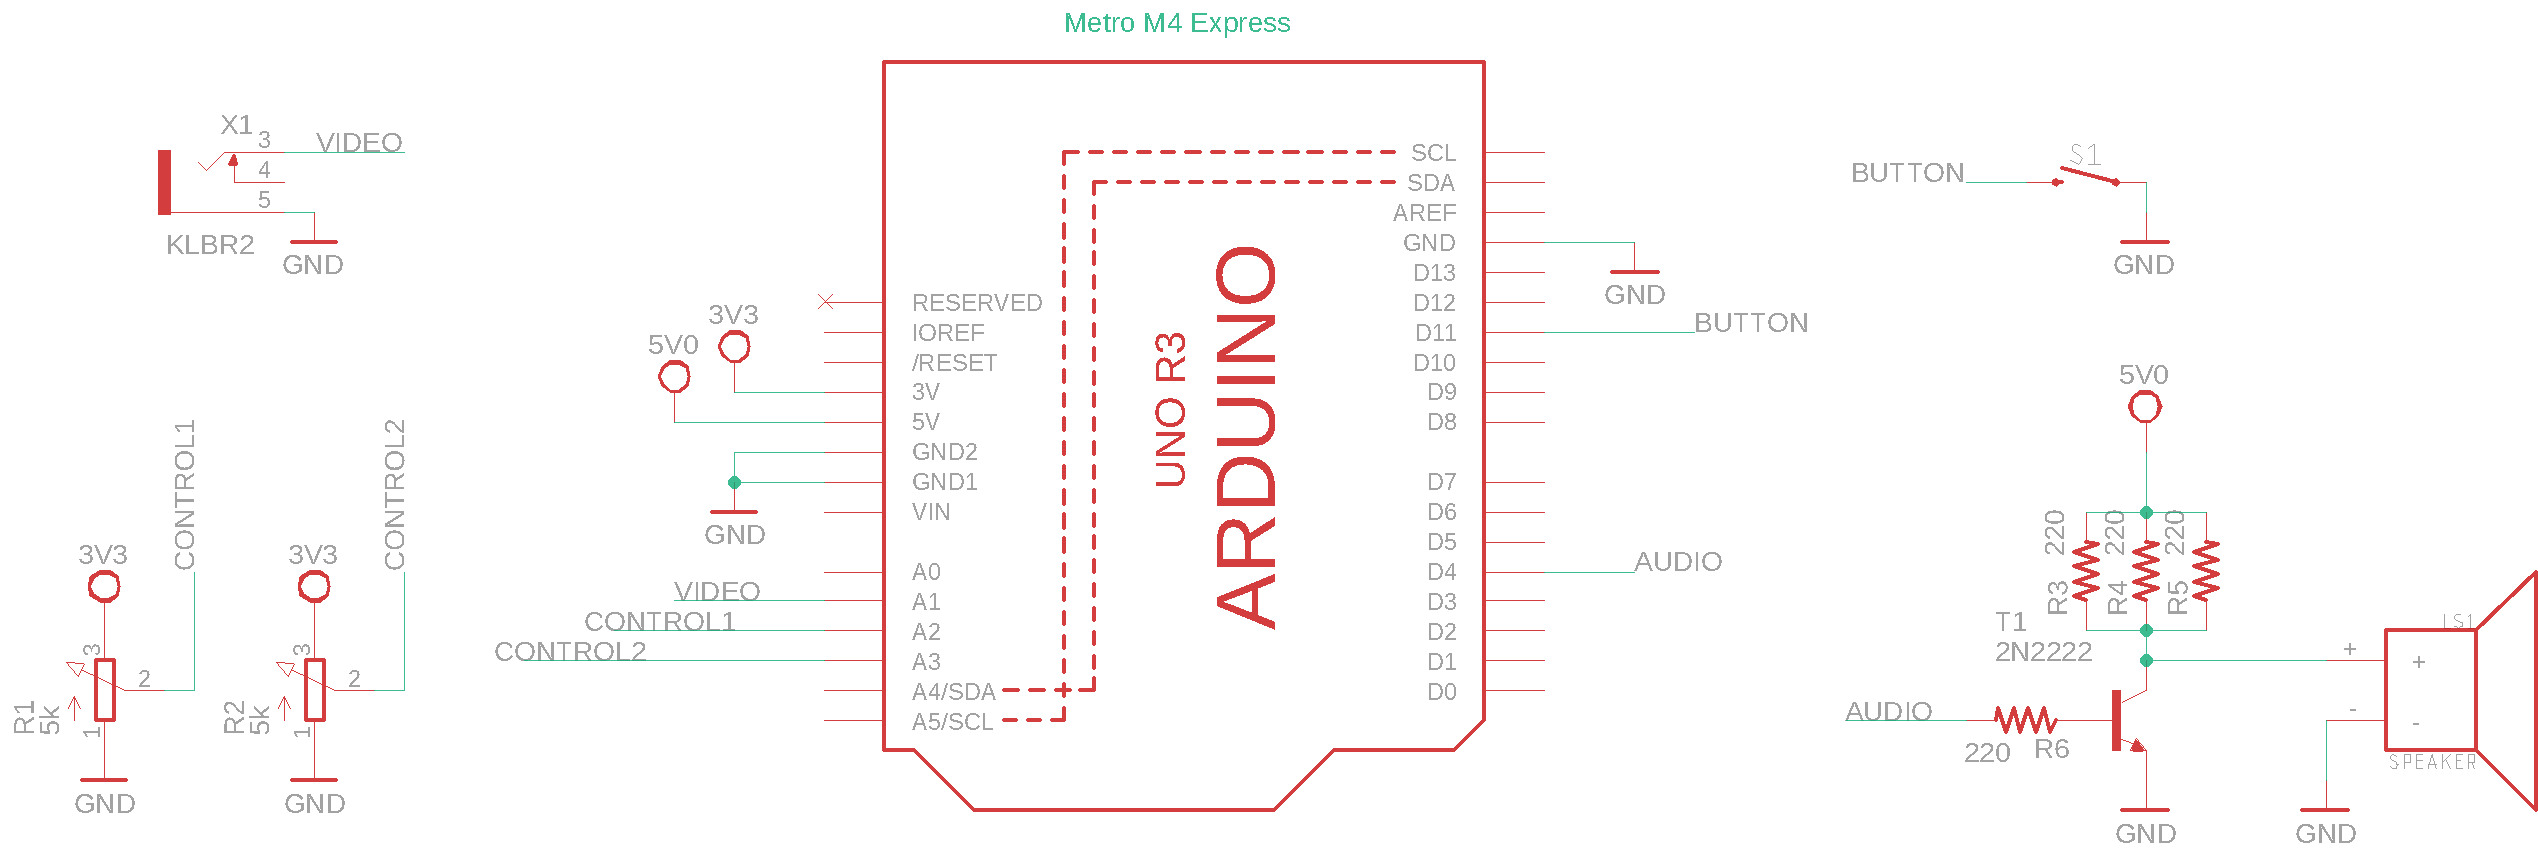 Metro M4 Express
X1
3
VIDEO
4
5
KLBR2
GND
CONTROL1
CONTROL2
3V3
3
2
1
R1
5k
GND
3V3
3
2
1
R2
5k
GND
3V3
5V0
GND
VIDEO
CONTROL1
CONTROL2
RESERVED
IOREF
/RESET
3V
5V
GND2
GND1
VIN
A0
A1
A2
A3
A4/SDA
A5/SCL
UNO R3
ARDUINO
SCL
SDA
AREF
GND
D13
D12
D11
D10
D9
D8
D7
D6
D5
D4
D3
D2
D1
D0
GND
BUTTON
AUDIO
BUTTON
S1
GND
5V0
220
220
220
R3
R4
R5
T1
2N2222
AUDIO
220
R6
GND
LS1
+
+
-
-
SPEAKER
GND